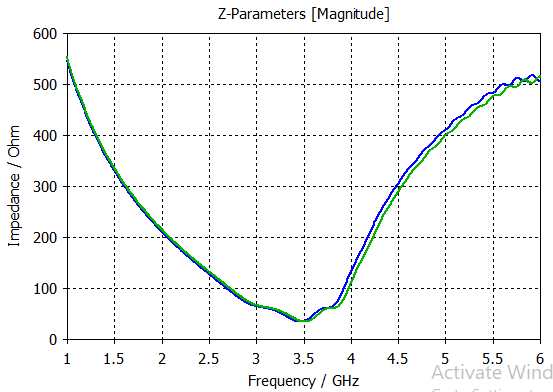 Z-Parameters [Magnitude]
600
500
400
300
200
100
0
Impedance / Ohm
1 1.5 2 2.5 3 3.5 4 4.5 5 5.5 6
Frequency / GHz
Activate Wind